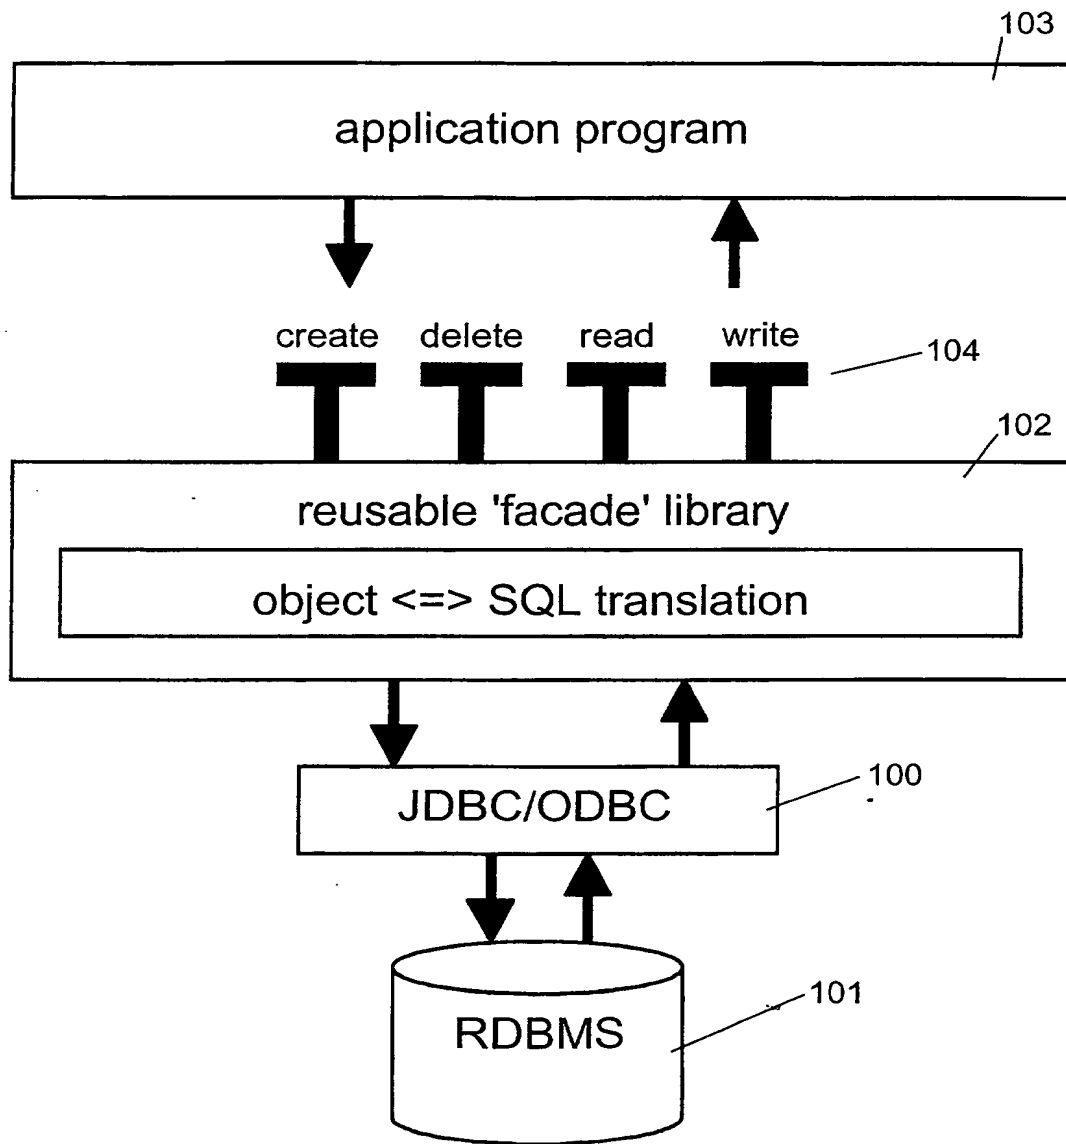 103
application program
create delete read write
104
102
reusable 'facade' library
object <=> SQL translation
100
JDBC/ODBC
101
RDBMS